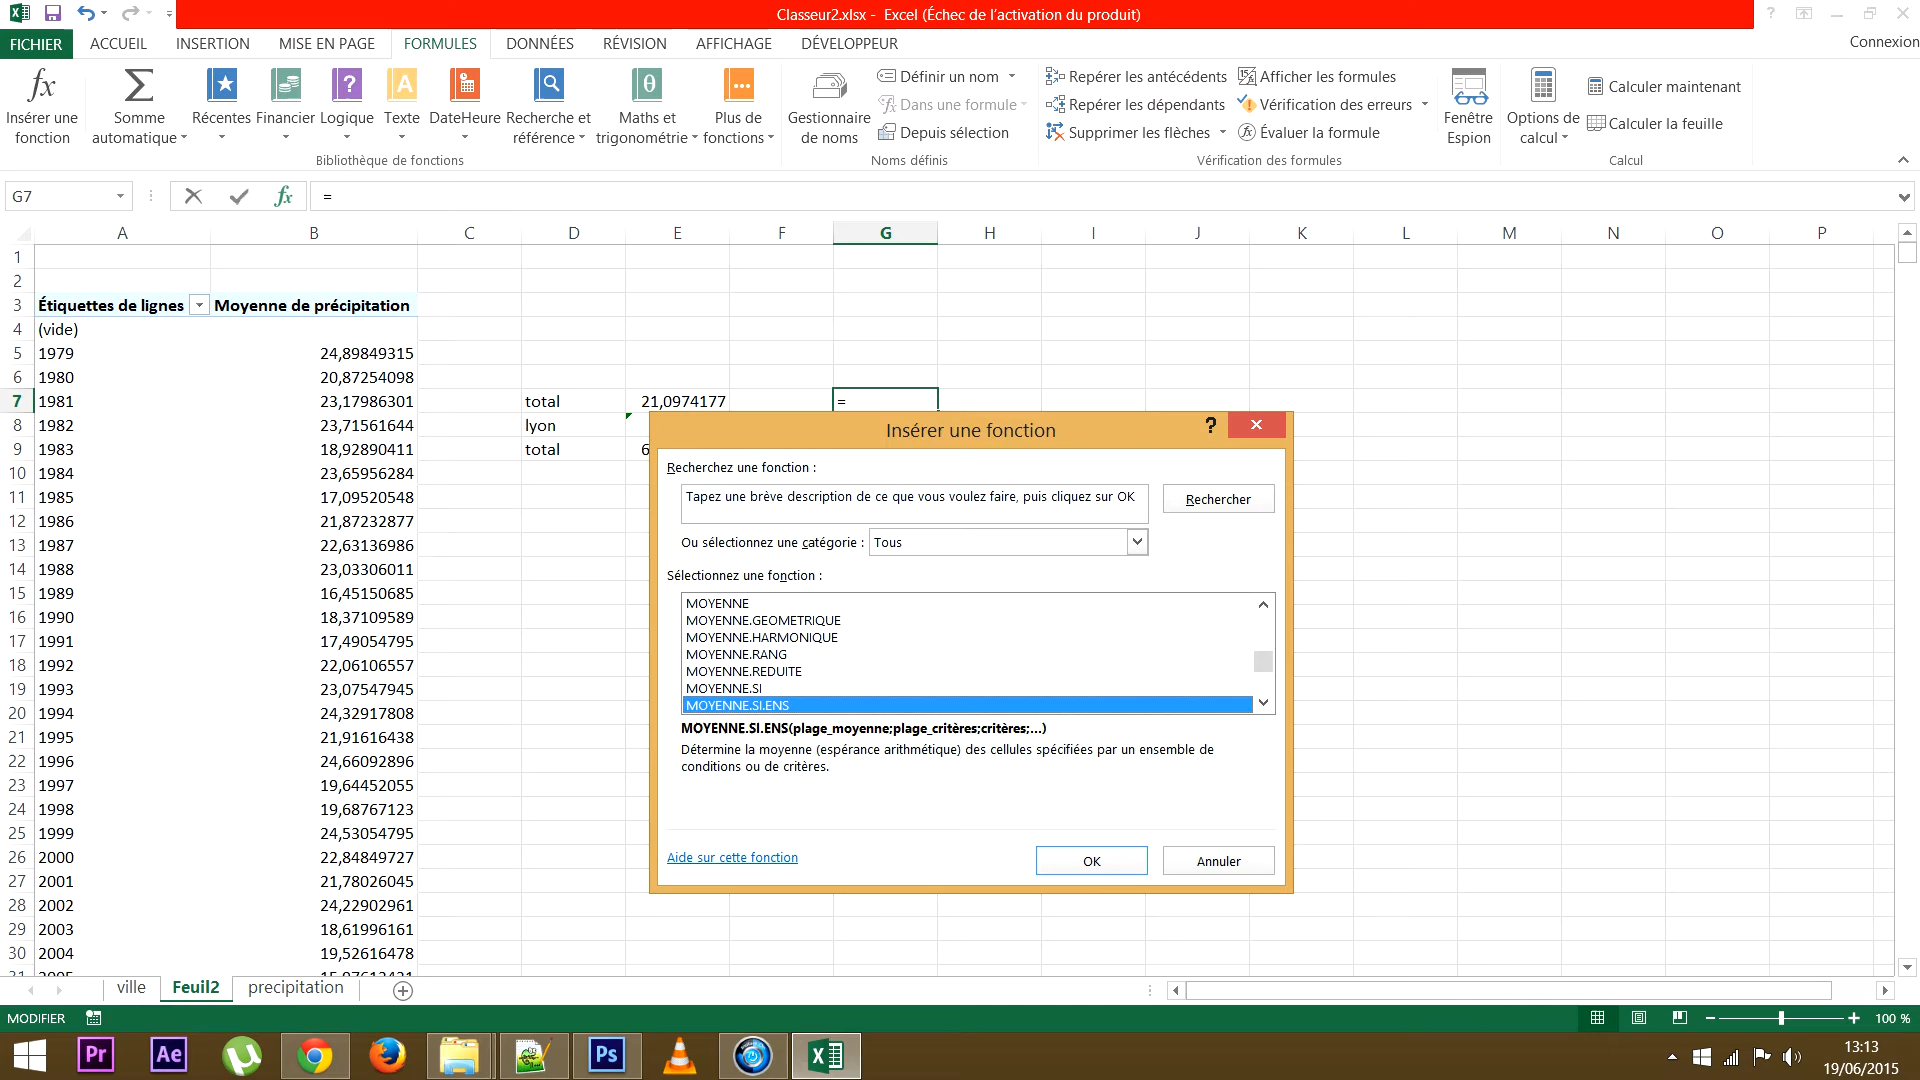 Classeur2.xlsx - Excel (Échec de l'activation du produit)
FICHIER ACCUEIL INSERTION MISE EN PAGE FORMULES DONNÉES RÉVISION AFFICHAGE DÉVELOPPEUR Connexion
Insérer une fonction
Somme automatique
Récentes
Financier
Logique
Texte
DateHeure
Recherche et référence
Maths et trigonométrie
Plus de fonctions
Bibliothèque de fonctions
Gestionnaire de noms
Définir un nom
Dans une formule
Depuis sélection
Noms définis
Repérer les antécédents
Repérer les dépendants
Supprimer les flèches
Afficher les formules
Vérification des erreurs
Évaluer la formule
Vérification des formules
Fenêtre Espion
Options de calcul
Calculer maintenant
Calculer la feuille
Calcul
G7 fx =
A B C D E F G H I J K L M N O P
1
2
3 Étiquettes de lignes Moyenne de précipitation
4 (vide)
5 1979 24,89849315
6 1980 20,87254098
7 1981 23,17986301 total 21,0974177 =
8 1982 23,71561644 lyon
9 1983 18,92890411 total 6
10 1984 23,65956284
11 1985 17,09520548
12 1986 21,87232877
13 1987 22,63136986
14 1988 23,03306011
15 1989 16,45150685
16 1990 18,37109589
17 1991 17,49054795
18 1992 22,06106557
19 1993 23,07547945
20 1994 24,32917808
21 1995 21,91616438
22 1996 24,66092896
23 1997 19,64452055
24 1998 19,68767123
25 1999 24,53054795
26 2000 22,84849727
27 2001 21,78026045
28 2002 24,22902961
29 2003 18,61996161
30 2004 19,52616478
Insérer une fonction
? ×
Recherchez une fonction :
Tapez une brève description de ce que vous voulez faire, puis cliquez sur OK
Rechercher
Ou sélectionnez une catégorie : Tous
Sélectionnez une fonction :
MOYENNE
MOYENNE.GEOMETRIQUE
MOYENNE.HARMONIQUE
MOYENNE.RANG
MOYENNE.REDUITE
MOYENNE.SI
MOYENNE.SI.ENS
MOYENNE.SI.ENS(plage_moyenne;plage_critères;critères;...)
Détermine la moyenne (espérance arithmétique) des cellules spécifiées par un ensemble de
conditions ou de critères.
Aide sur cette fonction
OK Annuler
ville Feuil2 precipitation
MODIFIER 100 %
Pr Ae Ps
13:13
19/06/2015